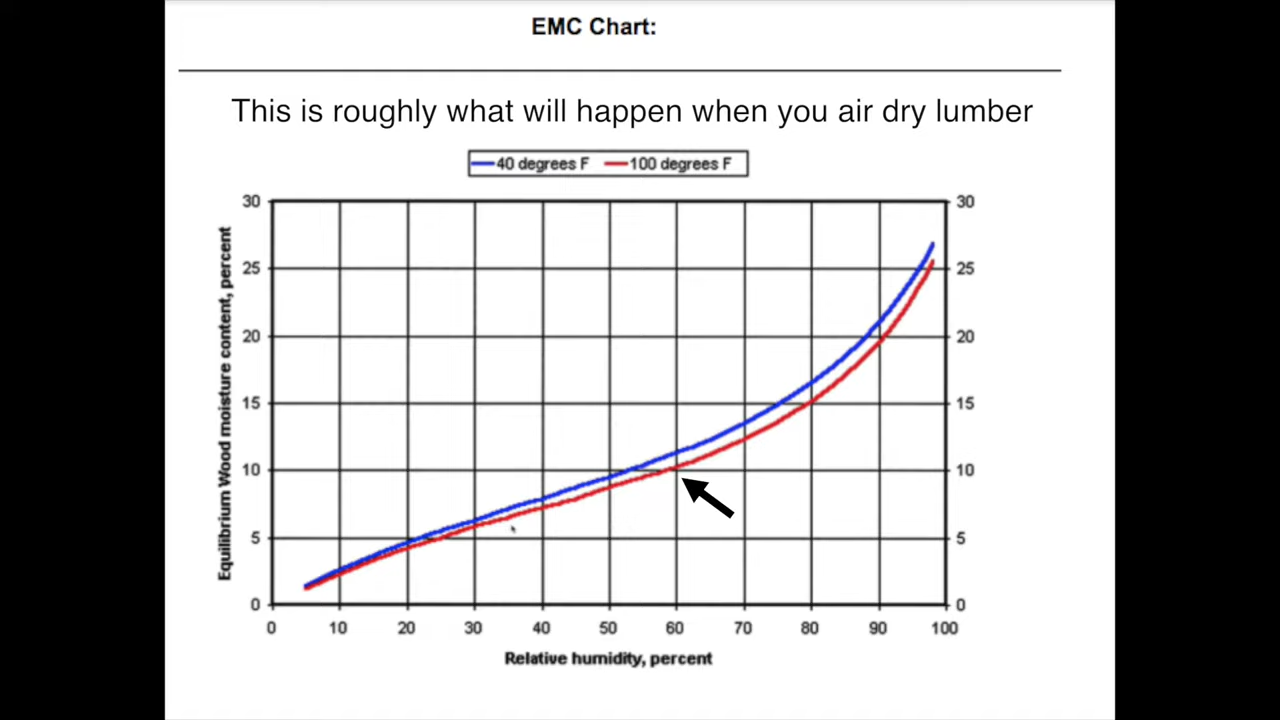 EMC Chart:
This is roughly what will happen when you air dry lumber
40 degrees F 100 degrees F
30 30
25 25
20 20
15 15
10 10
5 5
0 0
0 10 20 30 40 50 60 70 80 90 100
Equilibrium Wood moisture content, percent
Relative humidity, percent